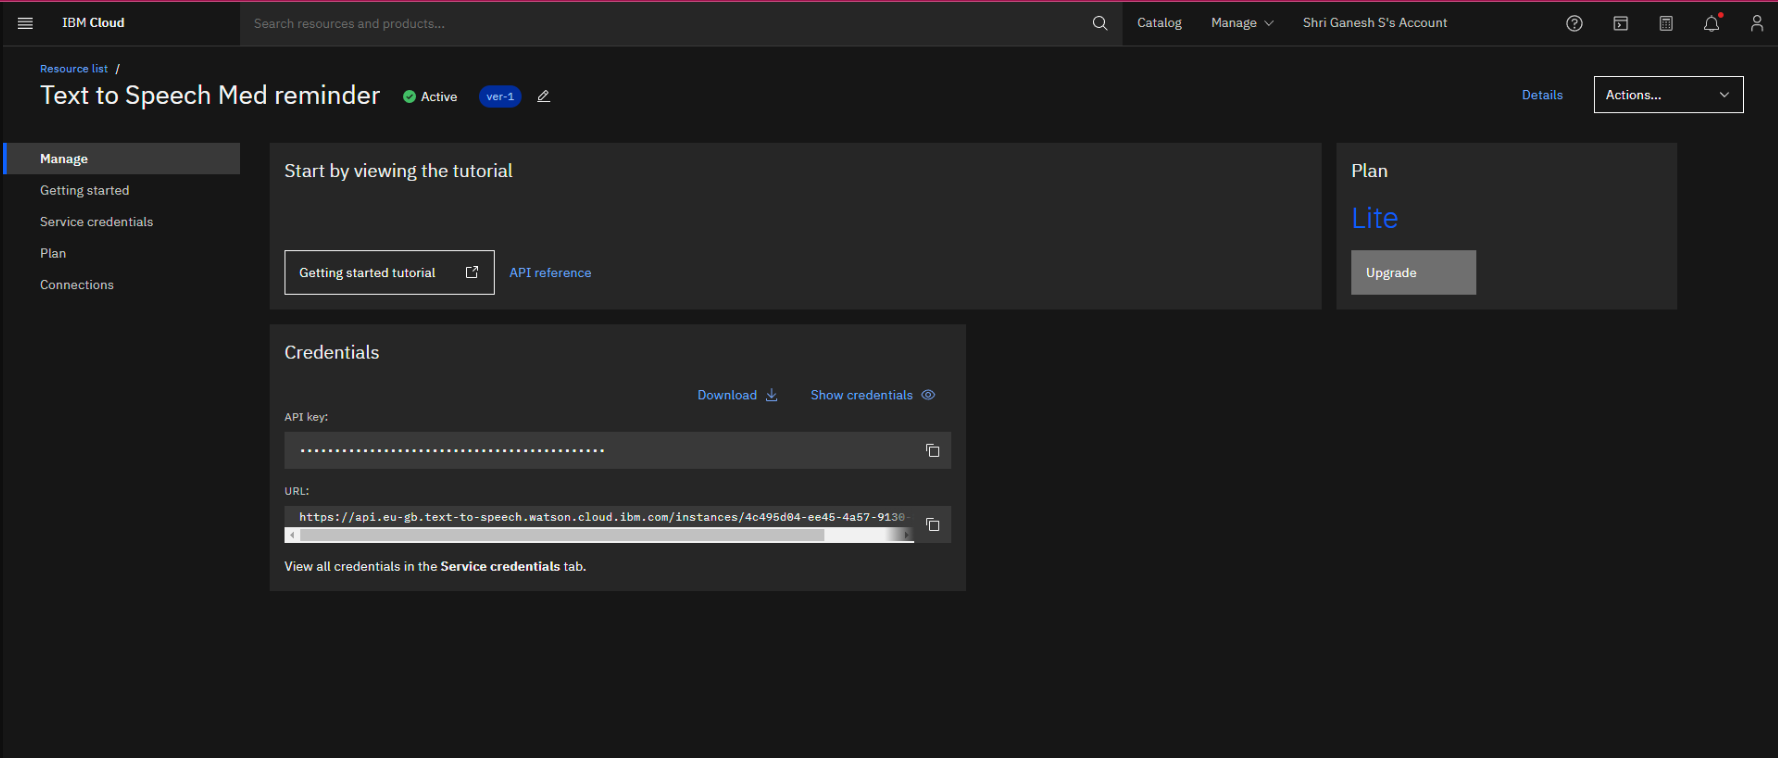 IBM Cloud
Search resources and products...
Catalog
Manage
Shri Ganesh S's Account
Resource list /
Text to Speech Med reminder
Active
ver-1
Details
Actions...
Manage
Getting started
Service credentials
Plan
Connections
Start by viewing the tutorial
Getting started tutorial
API reference
Plan
Lite
Upgrade
Credentials
Download
Show credentials
API key:
••••••••••••••••••••••••••••••••••••••••••••
URL:
https://api.eu-gb.text-to-speech.watson.cloud.ibm.com/instances/4c495d04-ee45-4a57-9130-
View all credentials in the Service credentials tab.